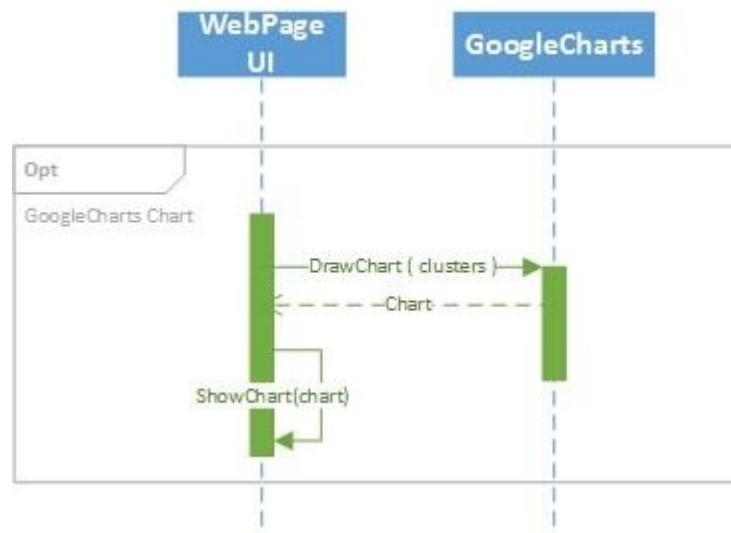 WebPage
UI
GoogleCharts
Opt
GoogleCharts Chart
DrawChart ( clusters )
Chart
ShowChart(chart)